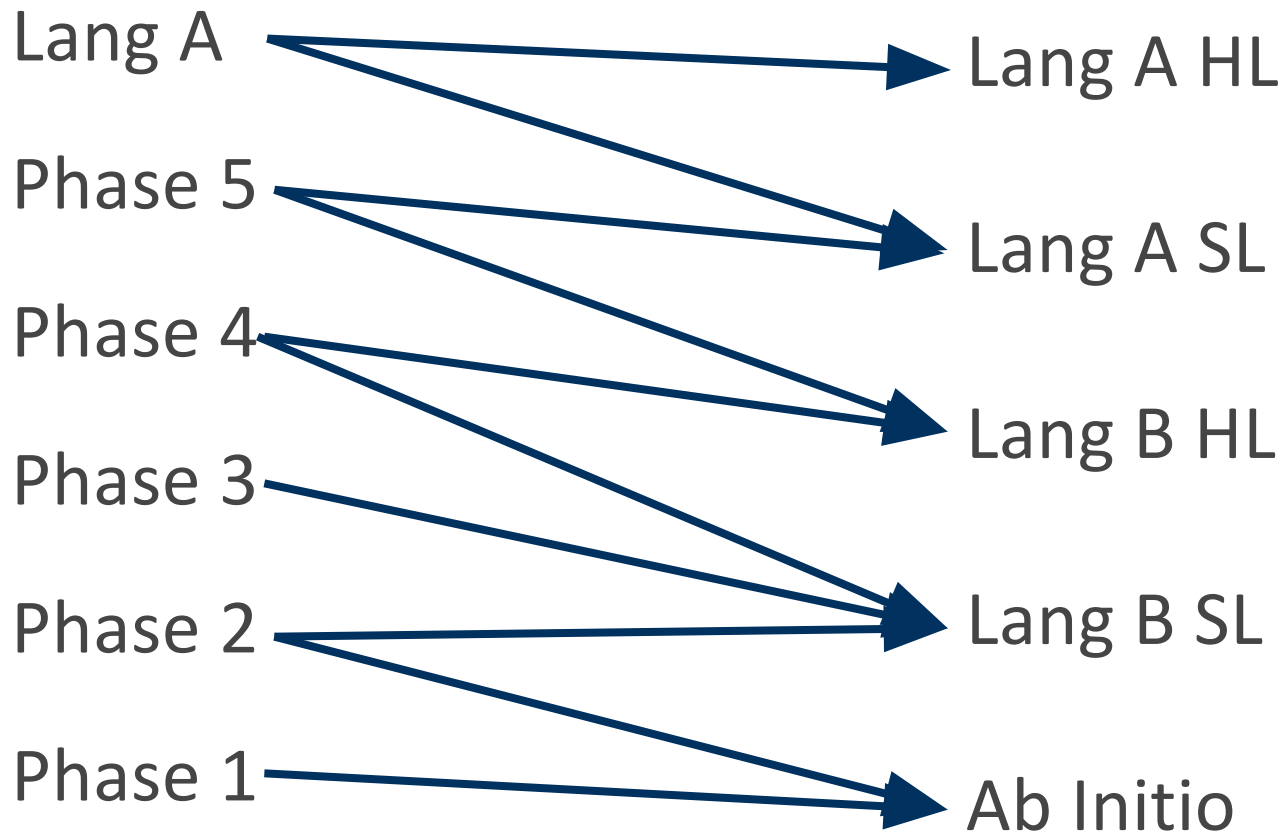 Lang A
Phase 5
Phase 4
Phase 3
Phase 2
Phase 1
Lang A HL
Lang A SL
Lang B HL
Lang B SL
Ab Initio